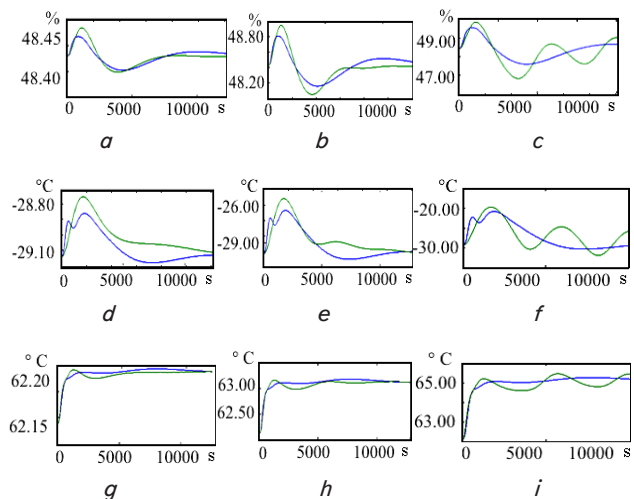 % % %
48.45 48.80 49.00
48.40 48.20 47.00
0 5000 10000 s 0 5000 10000 s 0 5000 10000 s
a b c
°C °C °C
-28.80 -26.00 -20.00
-29.10 -29.00 -30.00
0 5000 10000 s 0 5000 10000 s 0 5000 10000 s
d e f
° C ° C ° C
62.20 63.00 65.00
62.15 62.50 63.00
0 5000 10000 s 0 5000 10000 s 0 5000 10000 s
g h i